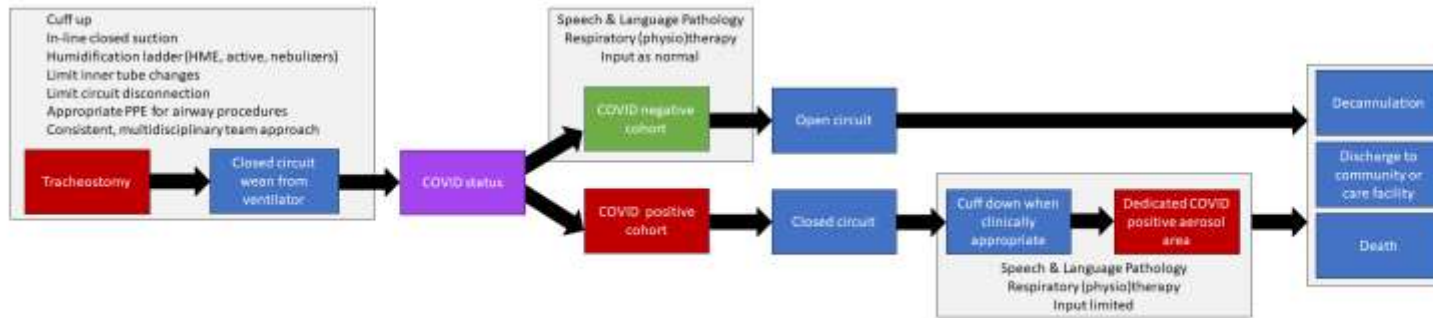 Cuff up
In-line closed suction
Humidification ladder (HME, active, nebulizers)
Limit inner tube changes
Limit circuit disconnection
Appropriate PPE for airway procedures
Consistent, multidisciplinary team approach
Tracheostomy
Closed circuit
wean from
ventilator
COVID status
Speech & Language Pathology
Respiratory (physio)therapy
Input as normal
COVID negative
cohort
Open circuit
COVID positive
cohort
Closed circuit
Cuff down when
clinically
appropriate
Dedicated COVID
positive aerosol
area
Speech & Language Pathology
Respiratory (physio)therapy
Input limited
Decannulation
Discharge to
community or
care facility
Death